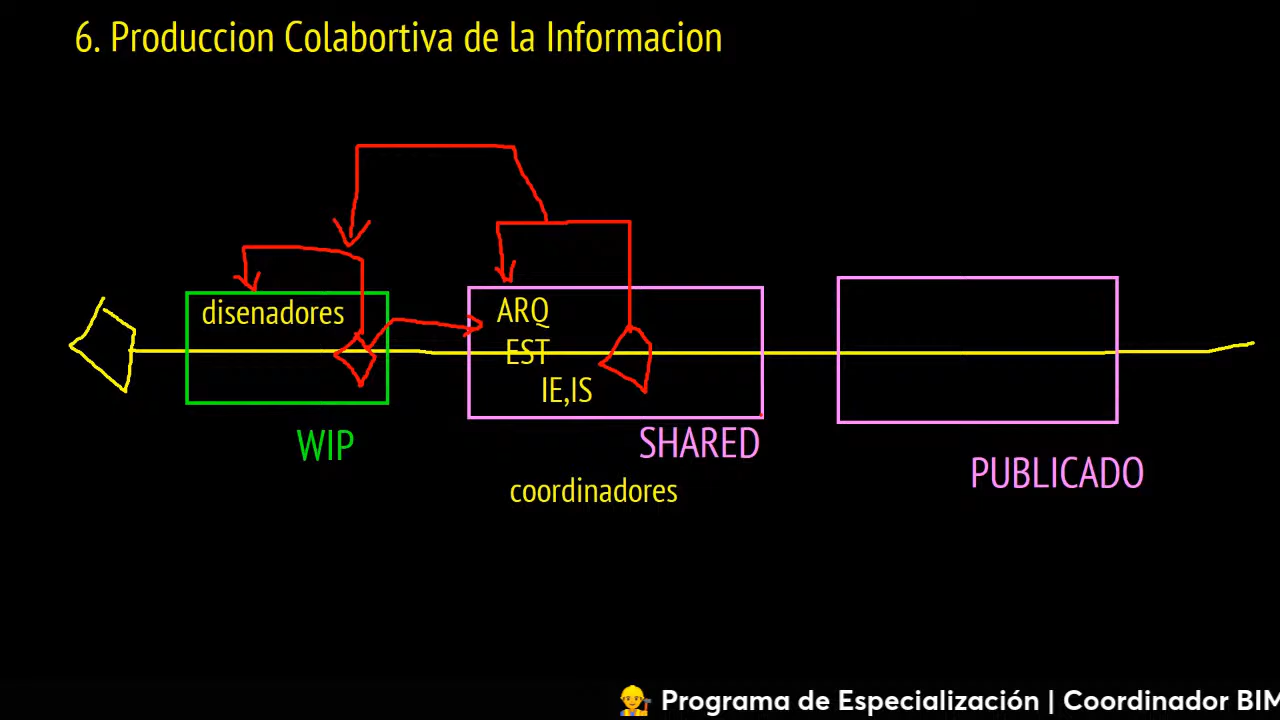 6. Produccion Colabortiva de la Informacion
disenadores
ARQ
EST
IE,IS
WIP
SHARED
PUBLICADO
coordinadores
Programa de Especialización | Coordinador BIM